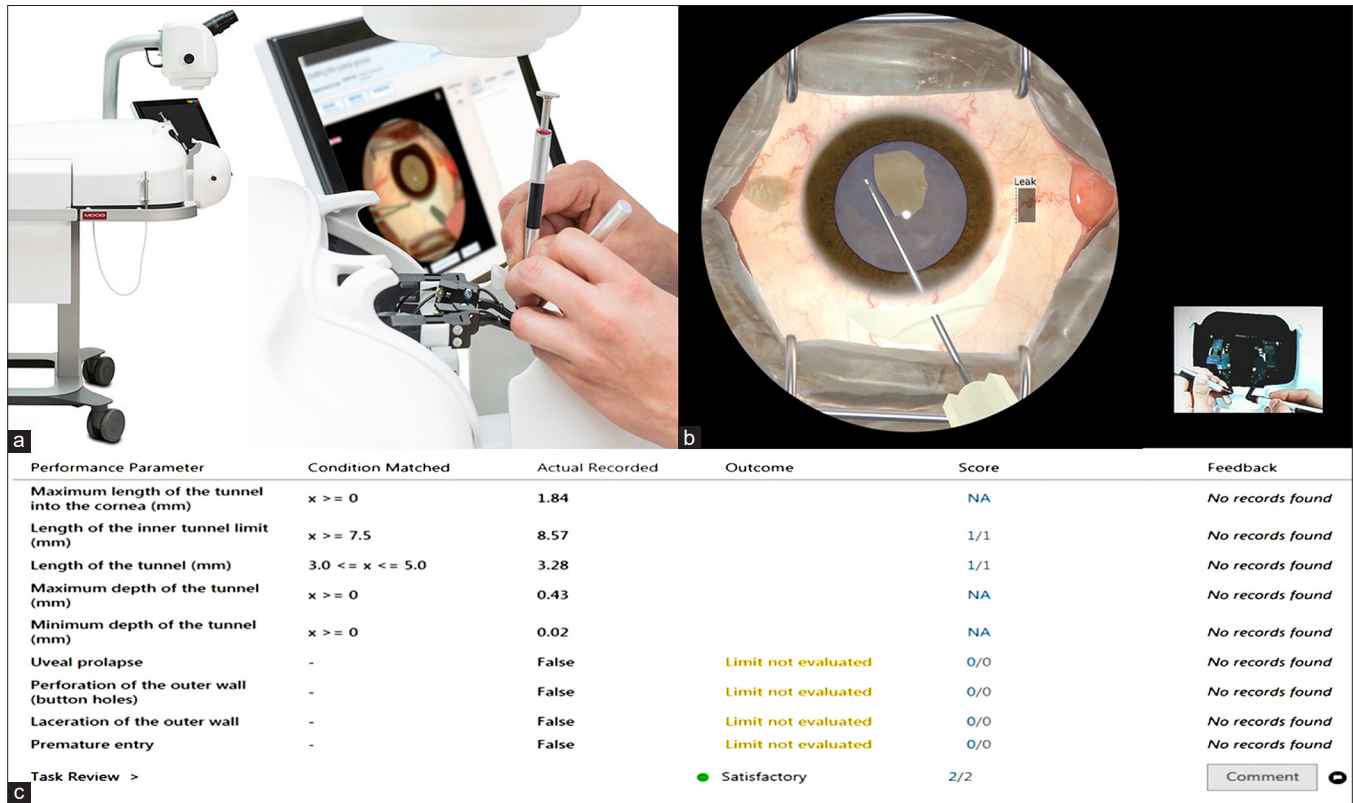 MOOG
a
Leak
b
Performance Parameter Condition Matched Actual Recorded Outcome Score Feedback
Maximum length of the tunnel
into the cornea (mm) x >= 0 1.84 NA No records found
Length of the inner tunnel limit
(mm) x >= 7.5 8.57 1/1 No records found
Length of the tunnel (mm) 3.0 <= x <= 5.0 3.28 1/1 No records found
Maximum depth of the tunnel
(mm) x >= 0 0.43 NA No records found
Minimum depth of the tunnel
(mm) x >= 0 0.02 NA No records found
Uveal prolapse - False Limit not evaluated 0/0 No records found
Perforation of the outer wall
(button holes) - False Limit not evaluated 0/0 No records found
Laceration of the outer wall - False Limit not evaluated 0/0 No records found
Premature entry - False Limit not evaluated 0/0 No records found
Task Review > Satisfactory 2/2 Comment
c